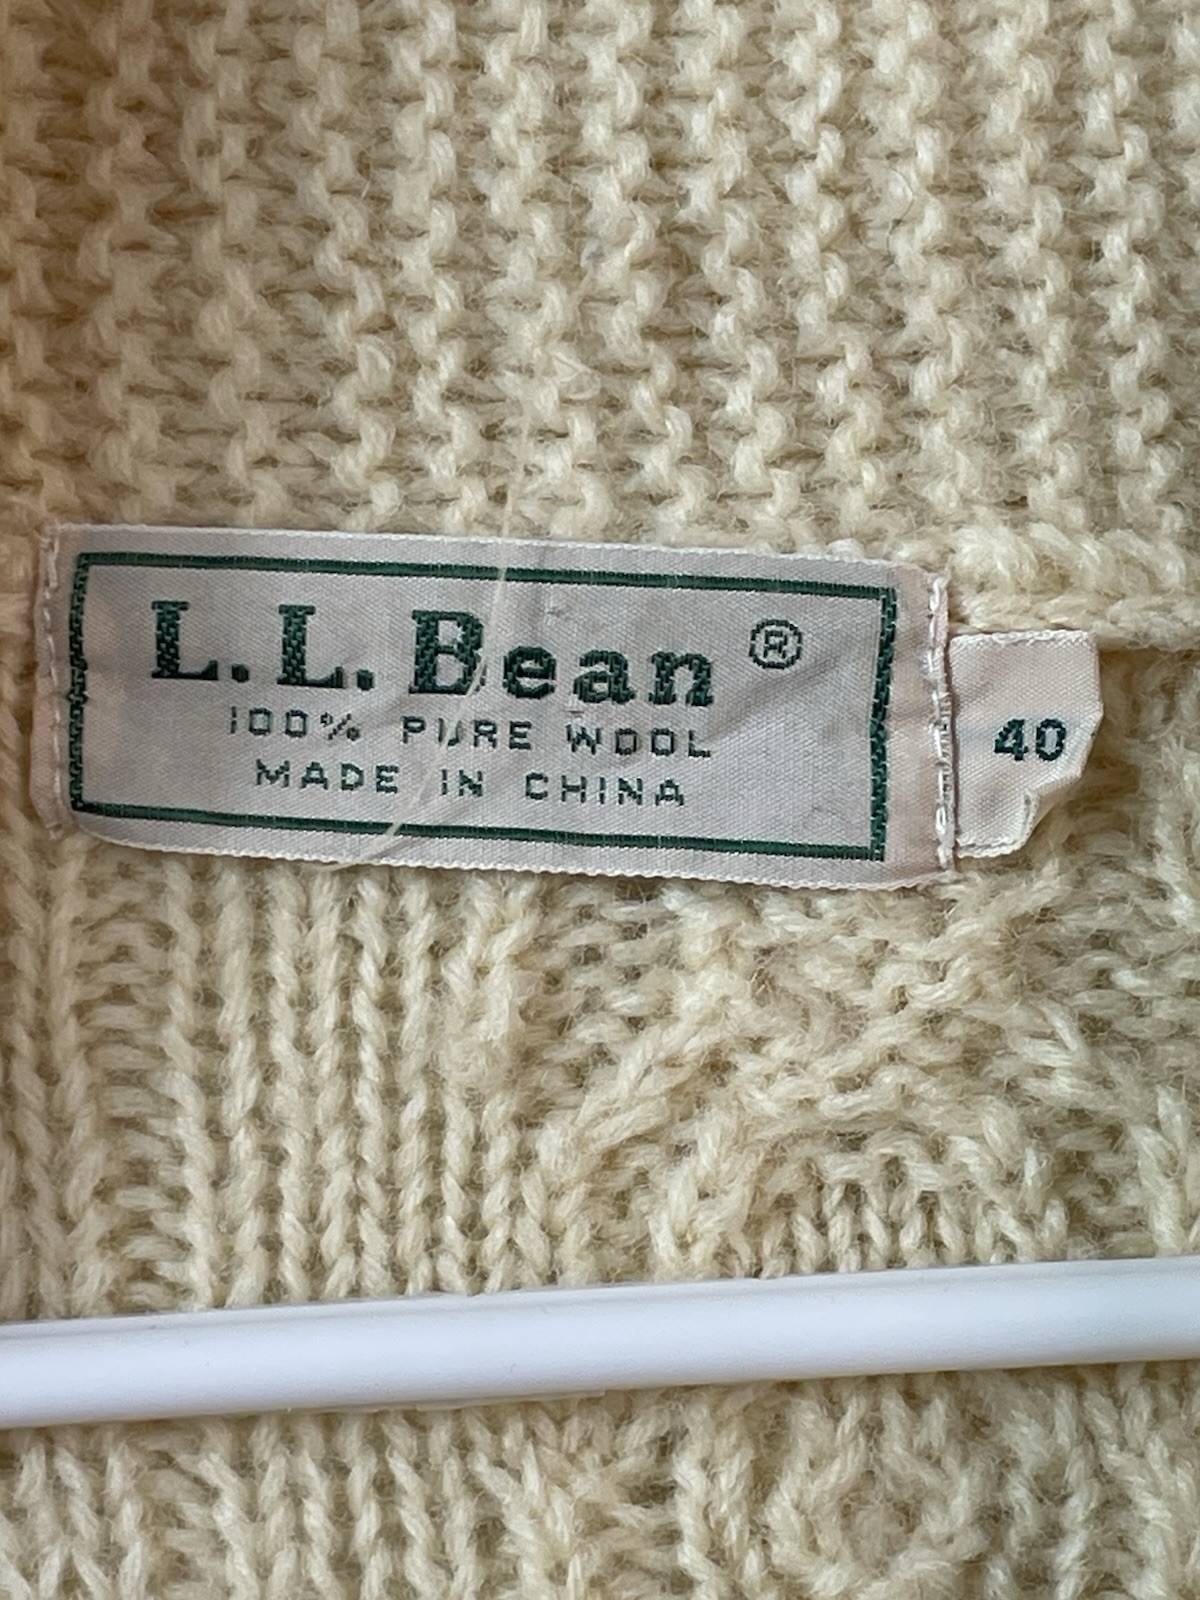 L.L.Bean®
100% PURE WOOL
MADE IN CHINA
40